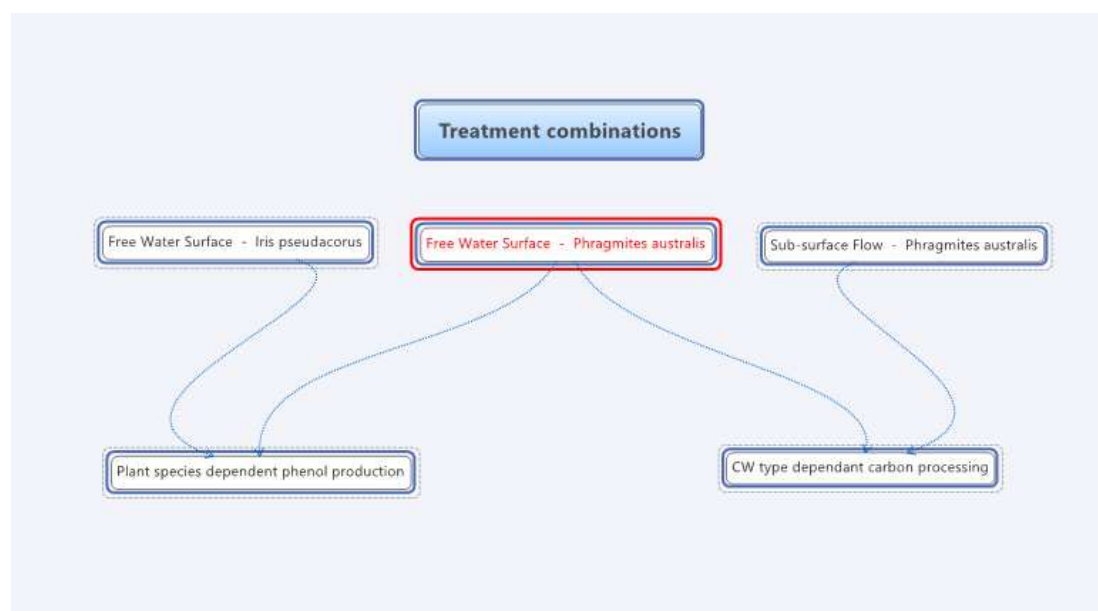 Treatment combinations
Free Water Surface - Iris pseudacorus
Free Water Surface - Phragmites australis
Sub-surface Flow - Phragmites australis
Plant species dependent phenol production
CW type dependant carbon processing